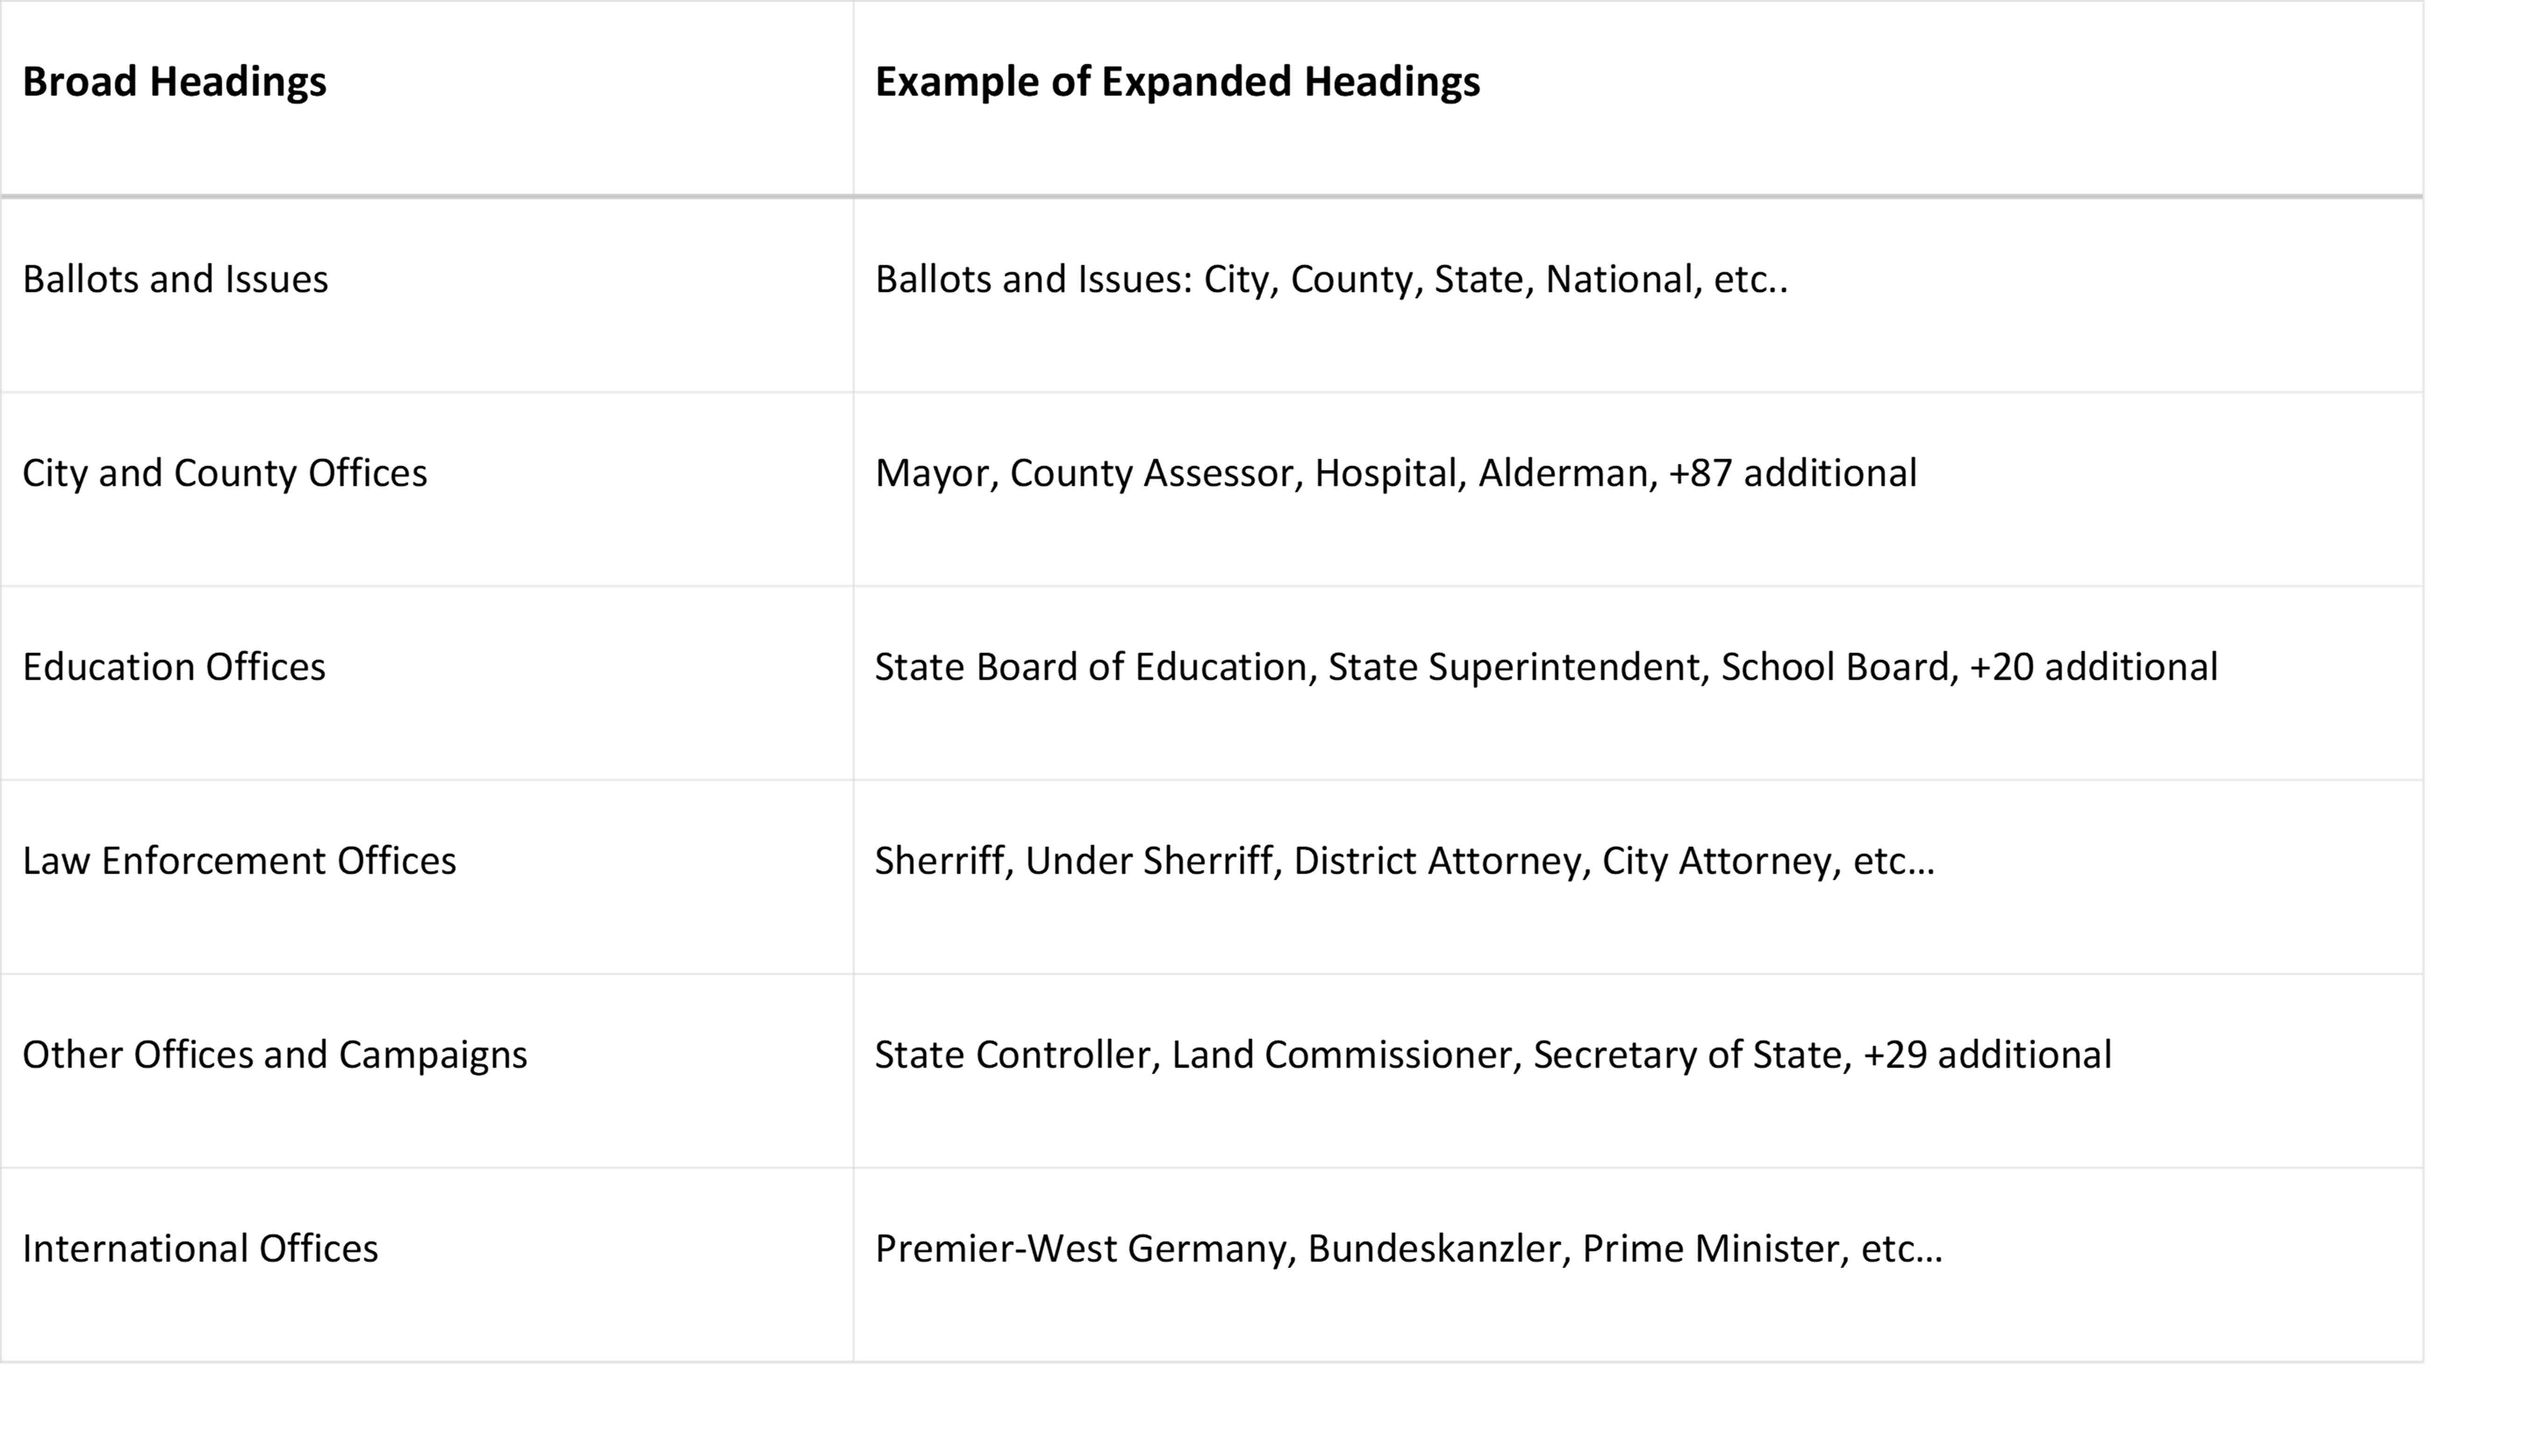 Broad Headings
Example of Expanded Headings
Ballots and Issues
Ballots and Issues: City, County, State, National, etc..
City and County Offices
Mayor, County Assessor, Hospital, Alderman, +87 additional
Education Offices
State Board of Education, State Superintendent, School Board, +20 additional
Law Enforcement Offices
Sherriff, Under Sherriff, District Attorney, City Attorney, etc...
Other Offices and Campaigns
State Controller, Land Commissioner, Secretary of State, +29 additional
International Offices
Premier-West Germany, Bundeskanzler, Prime Minister, etc...